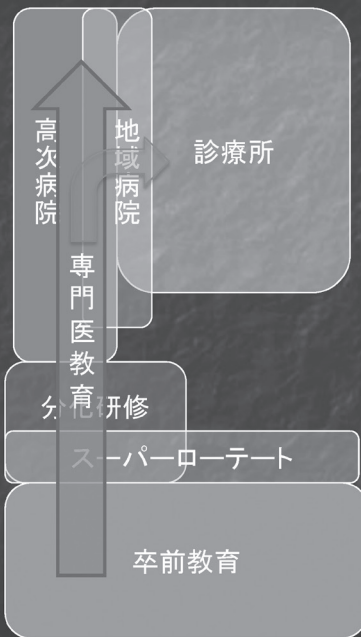 高次病院
地域病院
診療所
専門医教育
分化研修
スーパーローテート
卒前教育